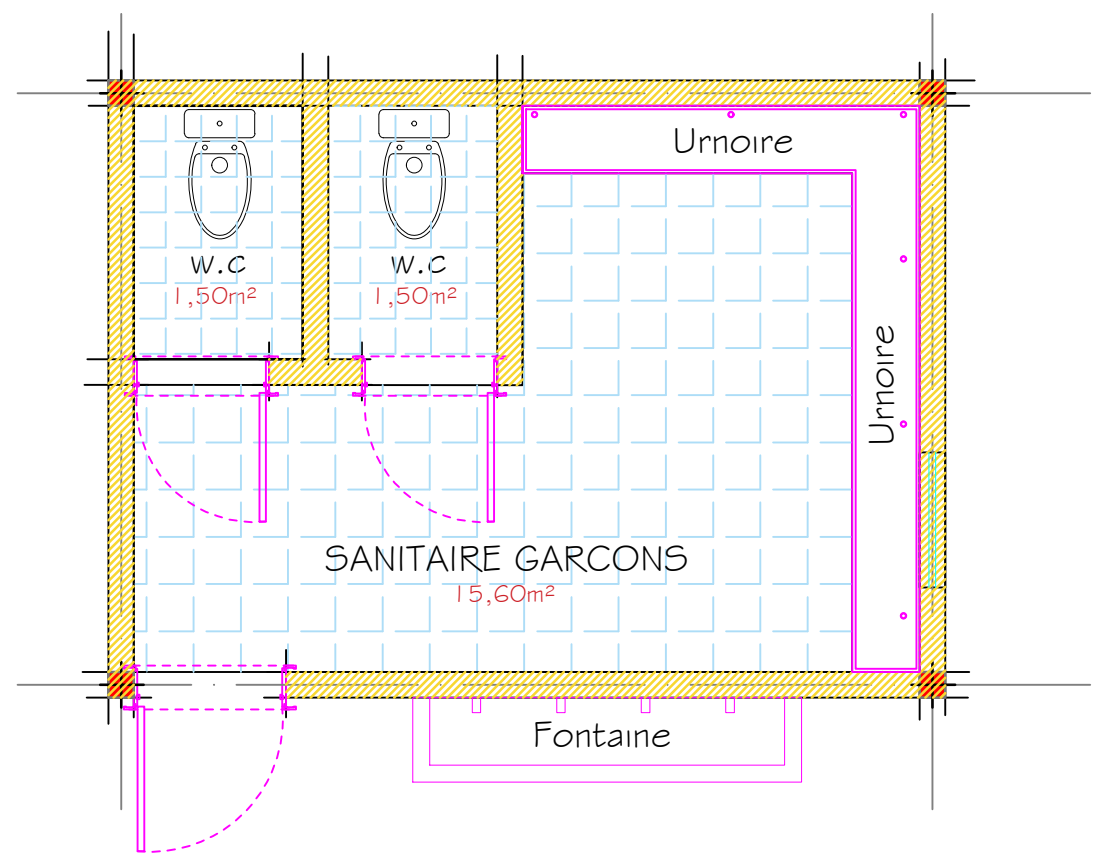 Urnoire
W.C
1,50m²
W.C
1,50m²
Urnoire
SANITAIRE GARCONS
15,60m²
Fontaine